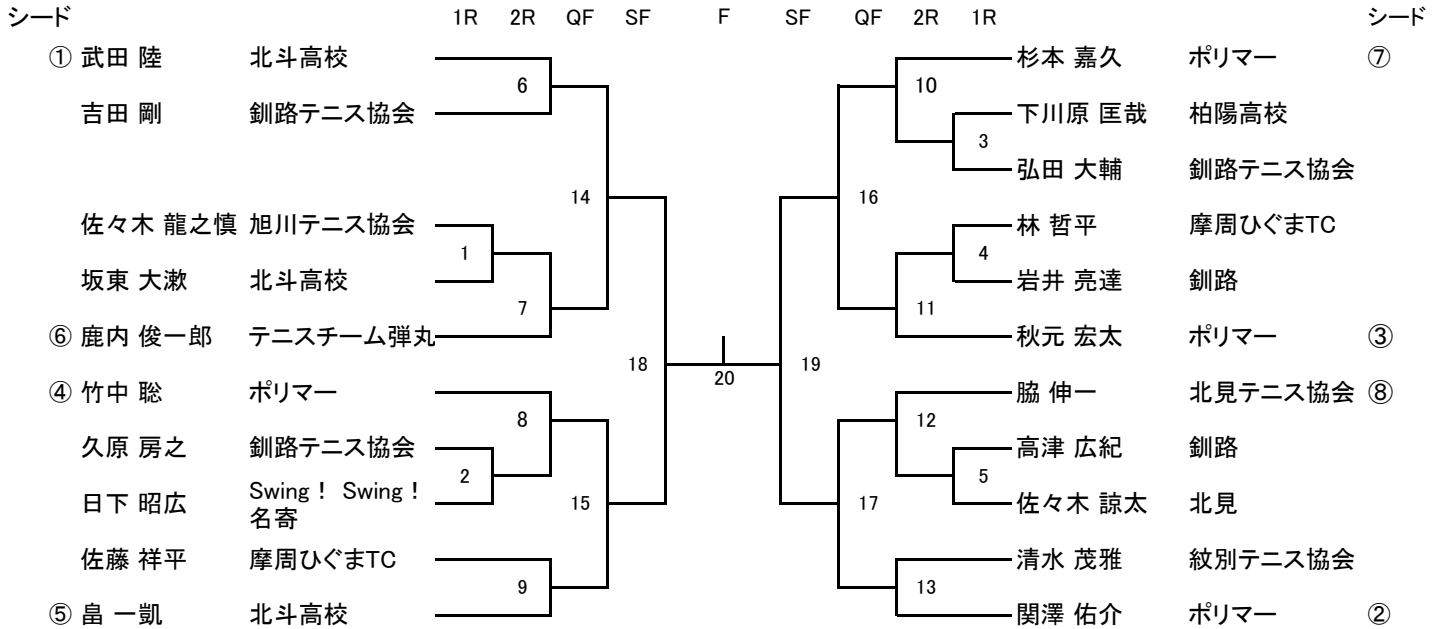 シード 1R 2R QF SF F SF QF 2R 1R シード
① 武田 陸 北斗高校 杉本 嘉久 ポリマー ⑦
6 10
吉田 剛 釧路テニス協会 下川原 匡哉 柏陽高校
3
弘田 大輔 釧路テニス協会
14 16
佐々木 龍之慎 旭川テニス協会 林 哲平 摩周ひぐまTC
1 4
坂東 大漱 北斗高校 岩井 亮達 釧路
7 11
⑥ 鹿内 俊一郎 テニスチーム弾丸 秋元 宏太 ポリマー ③
18 20 19
④ 竹中 聡 ポリマー 脇 伸一 北見テニス協会 ⑧
8 12
久原 房之 釧路テニス協会 高津 広紀 釧路
2 5
日下 昭広 Swing! Swing!
名寄 佐々木 諒太 北見
15 17
佐藤 祥平 摩周ひぐまTC 清水 茂雅 紋別テニス協会
9 13
⑤ 畠 一凱 北斗高校 関澤 佑介 ポリマー ②